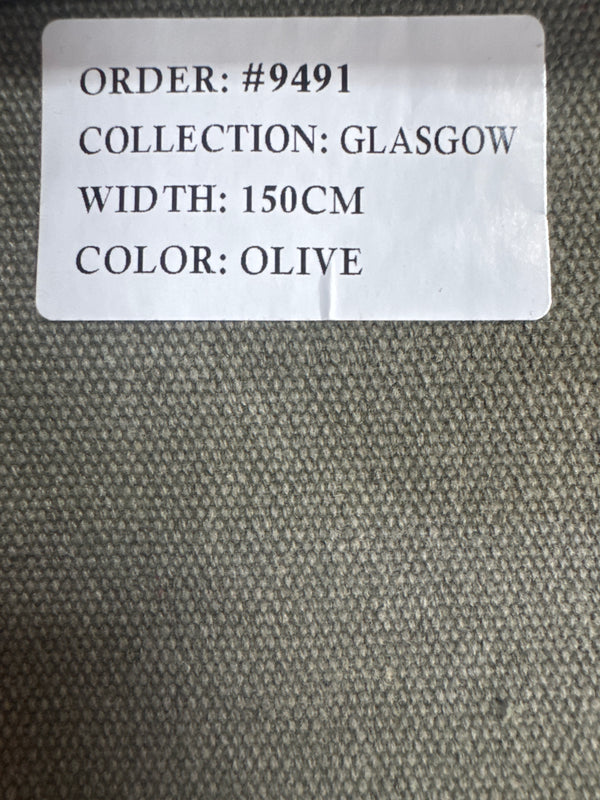 ORDER: #9491
COLLECTION: GLASGOW
WIDTH: 150CM
COLOR: OLIVE